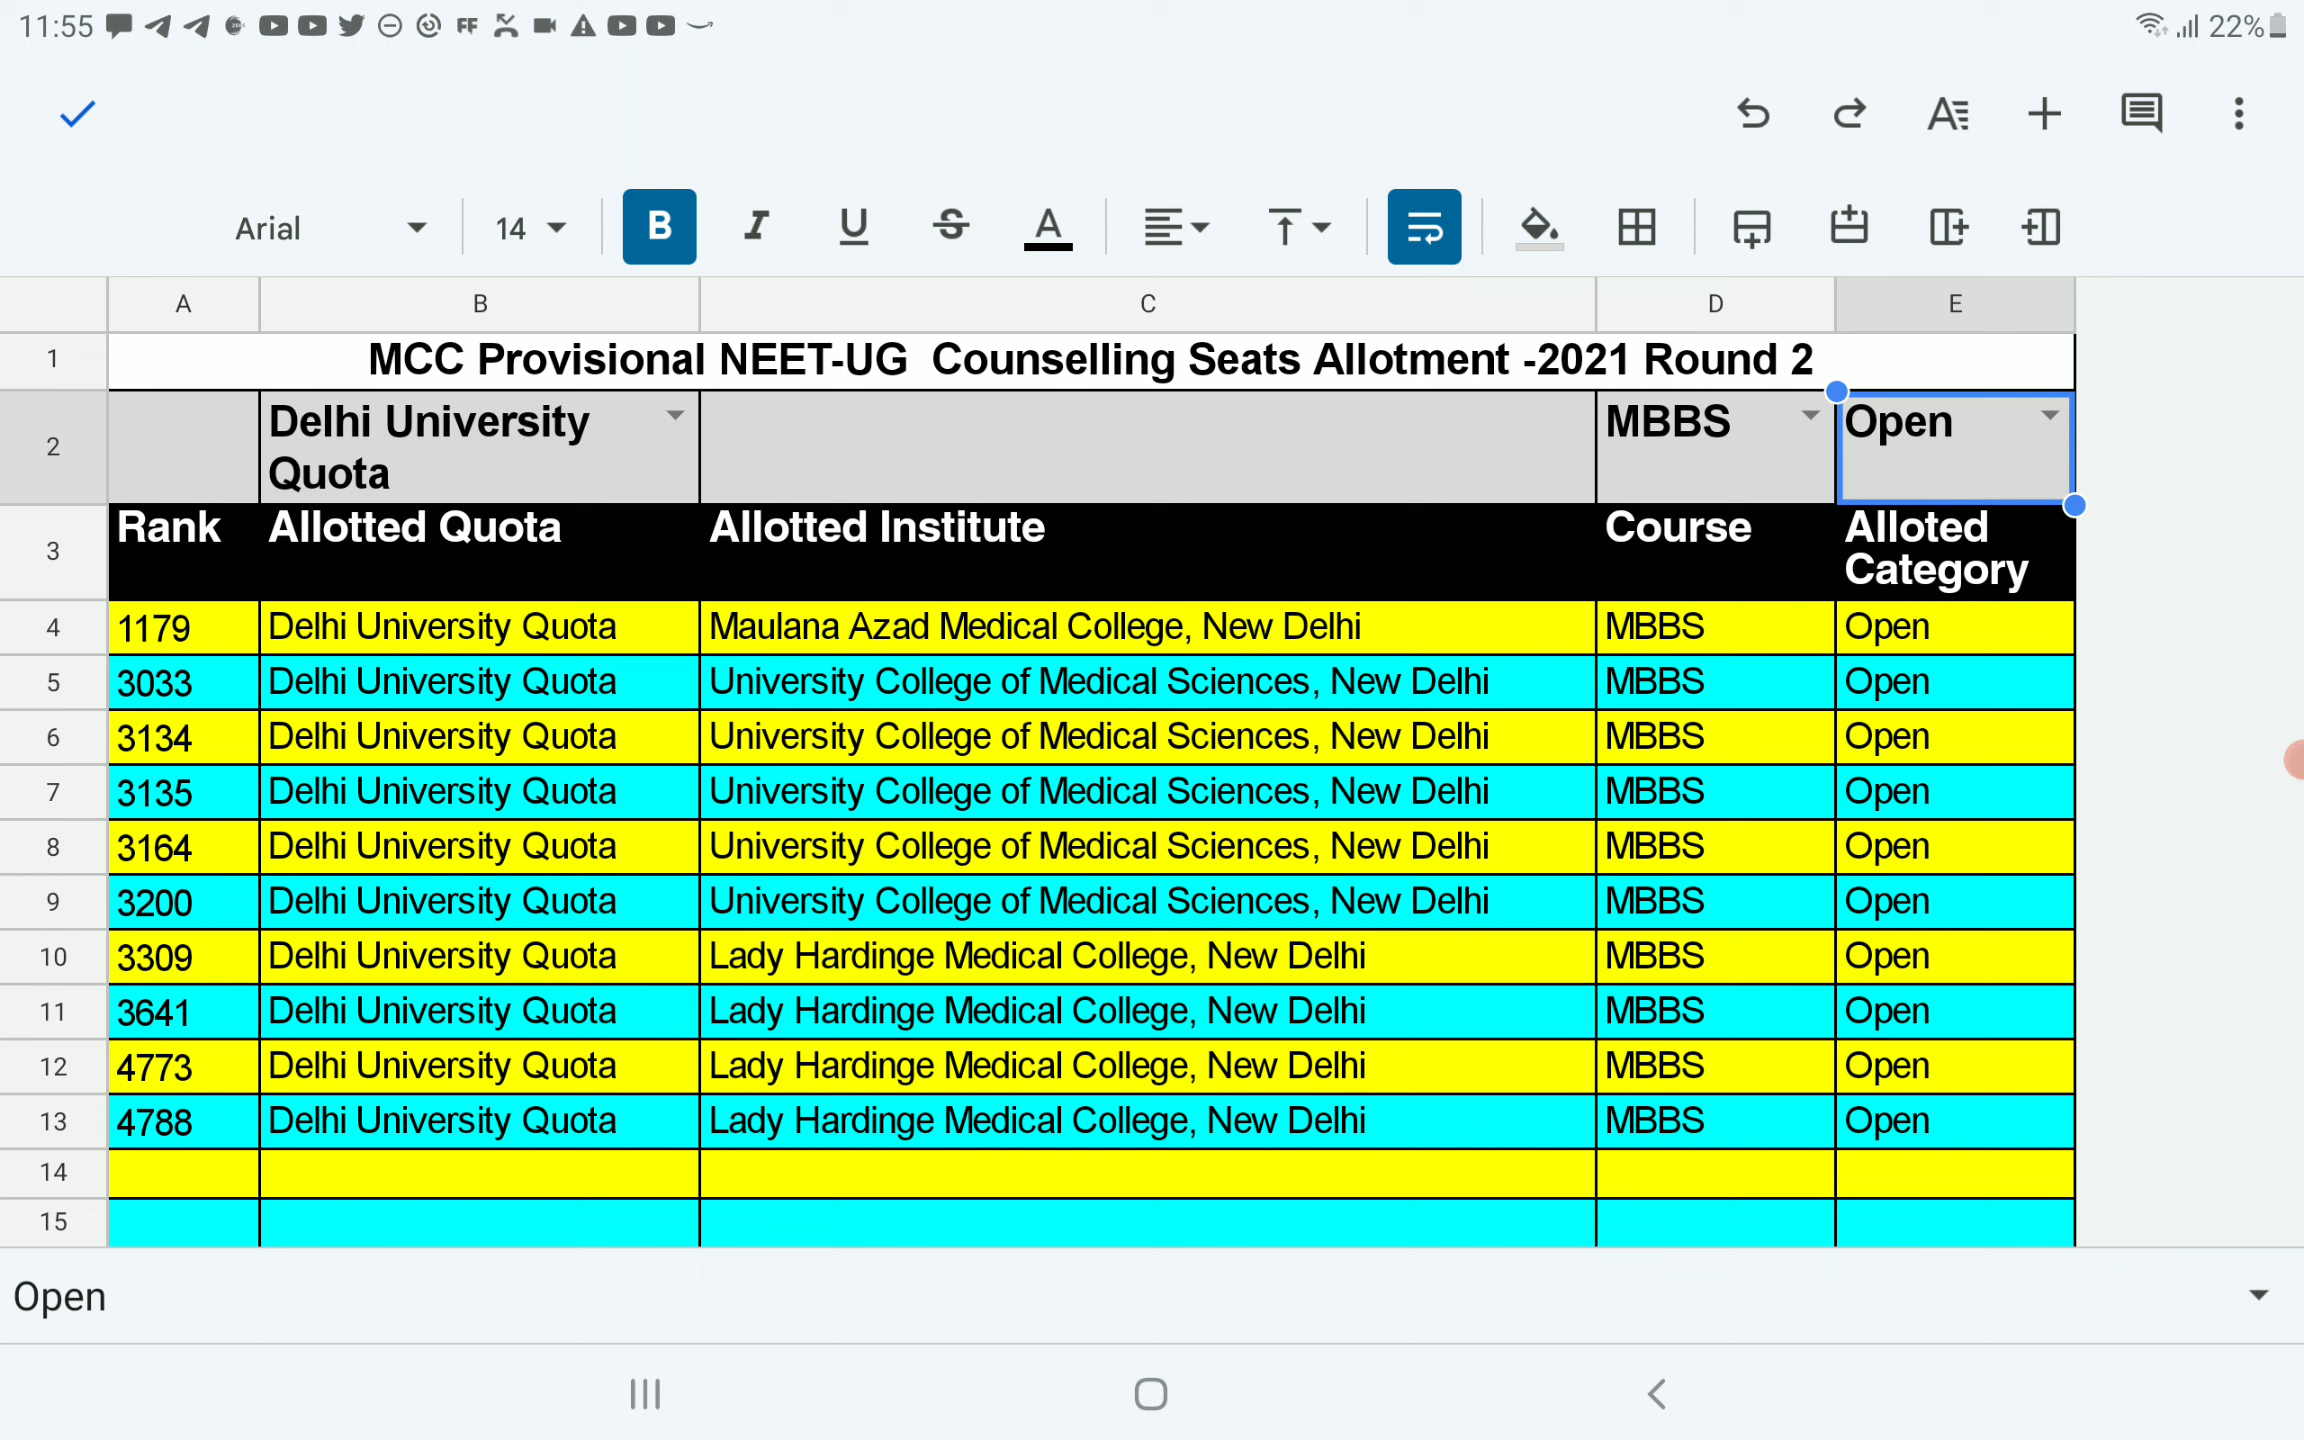 11:55 FF 22%
Arial 14 B I U S A
A B C D E
1 MCC Provisional NEET-UG Counselling Seats Allotment -2021 Round 2
2 Delhi University Quota MBBS Open
3 Rank Allotted Quota Allotted Institute Course Alloted Category
4 1179 Delhi University Quota Maulana Azad Medical College, New Delhi MBBS Open
5 3033 Delhi University Quota University College of Medical Sciences, New Delhi MBBS Open
6 3134 Delhi University Quota University College of Medical Sciences, New Delhi MBBS Open
7 3135 Delhi University Quota University College of Medical Sciences, New Delhi MBBS Open
8 3164 Delhi University Quota University College of Medical Sciences, New Delhi MBBS Open
9 3200 Delhi University Quota University College of Medical Sciences, New Delhi MBBS Open
10 3309 Delhi University Quota Lady Hardinge Medical College, New Delhi MBBS Open
11 3641 Delhi University Quota Lady Hardinge Medical College, New Delhi MBBS Open
12 4773 Delhi University Quota Lady Hardinge Medical College, New Delhi MBBS Open
13 4788 Delhi University Quota Lady Hardinge Medical College, New Delhi MBBS Open
14
15
Open